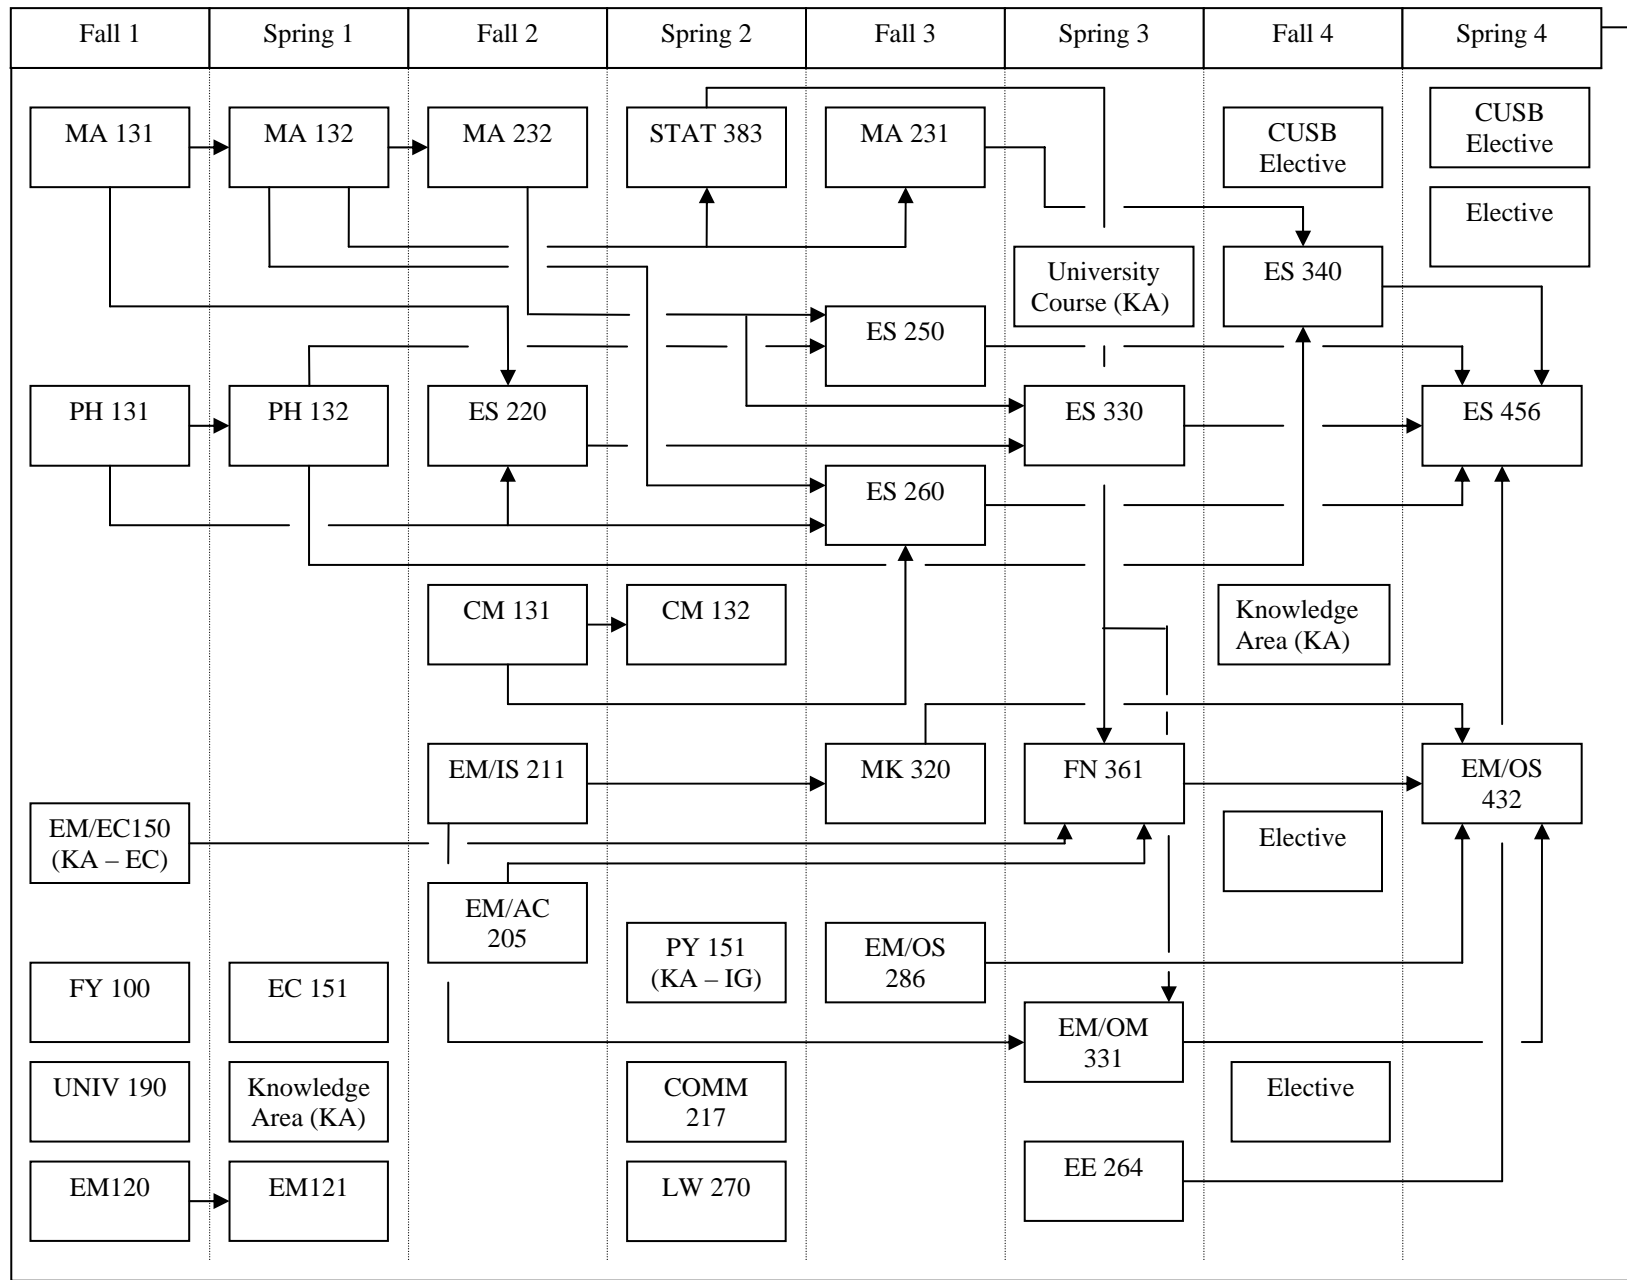 Fall 1
Spring 1
Fall 2
Spring 2
Fall 3
Spring 3
Fall 4
Spring 4
MA 131
MA 132
MA 232
STAT 383
MA 231
CUSB
Elective
CUSB
Elective
Elective
University
Course (KA)
ES 340
ES 250
PH 131
PH 132
ES 220
ES 330
ES 456
ES 260
CM 131
CM 132
Knowledge
Area (KA)
EM/IS 211
MK 320
FN 361
EM/OS
432
EM/EC150
(KA – EC)
Elective
EM/AC
205
PY 151
(KA – IG)
EM/OS
286
FY 100
EC 151
EM/OM
331
UNIV 190
Knowledge
Area (KA)
COMM
217
Elective
EE 264
EM120
EM121
LW 270